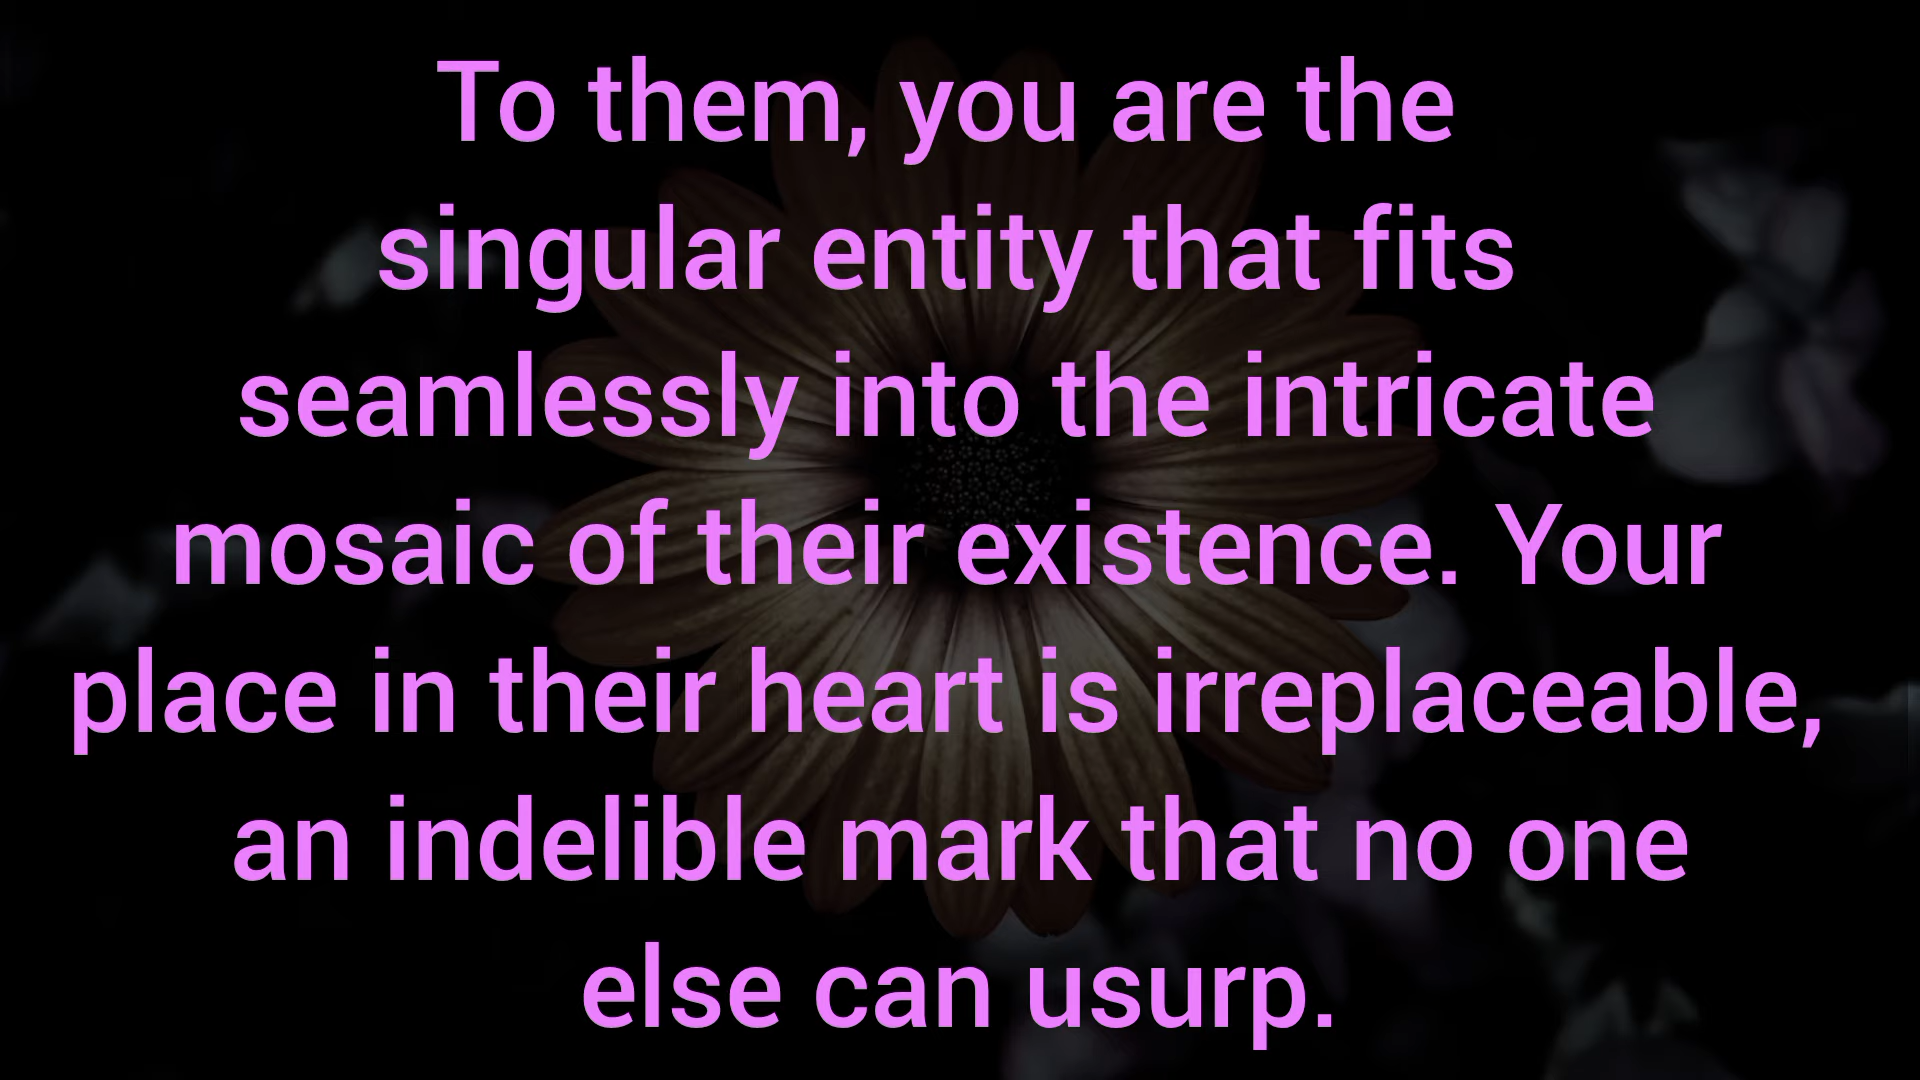 To them, you are the
singular entity that fits
seamlessly into the intricate
mosaic of their existence. Your
place in their heart is irreplaceable,
an indelible mark that no one
else can usurp.